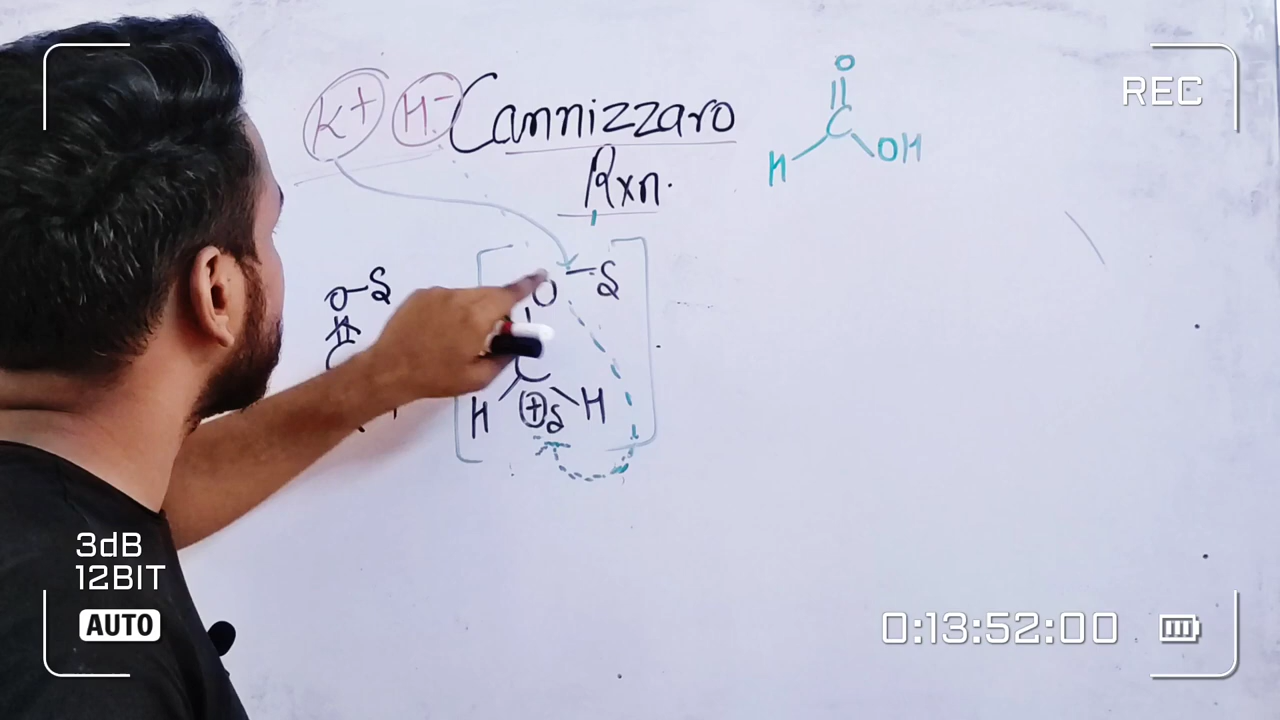 K+ H- Cannizzaro
Rxn.
REC
O
C
H OH
O-S
C
O -S
C
H ⊕S H
3dB
12BIT
AUTO
0:13:52:00